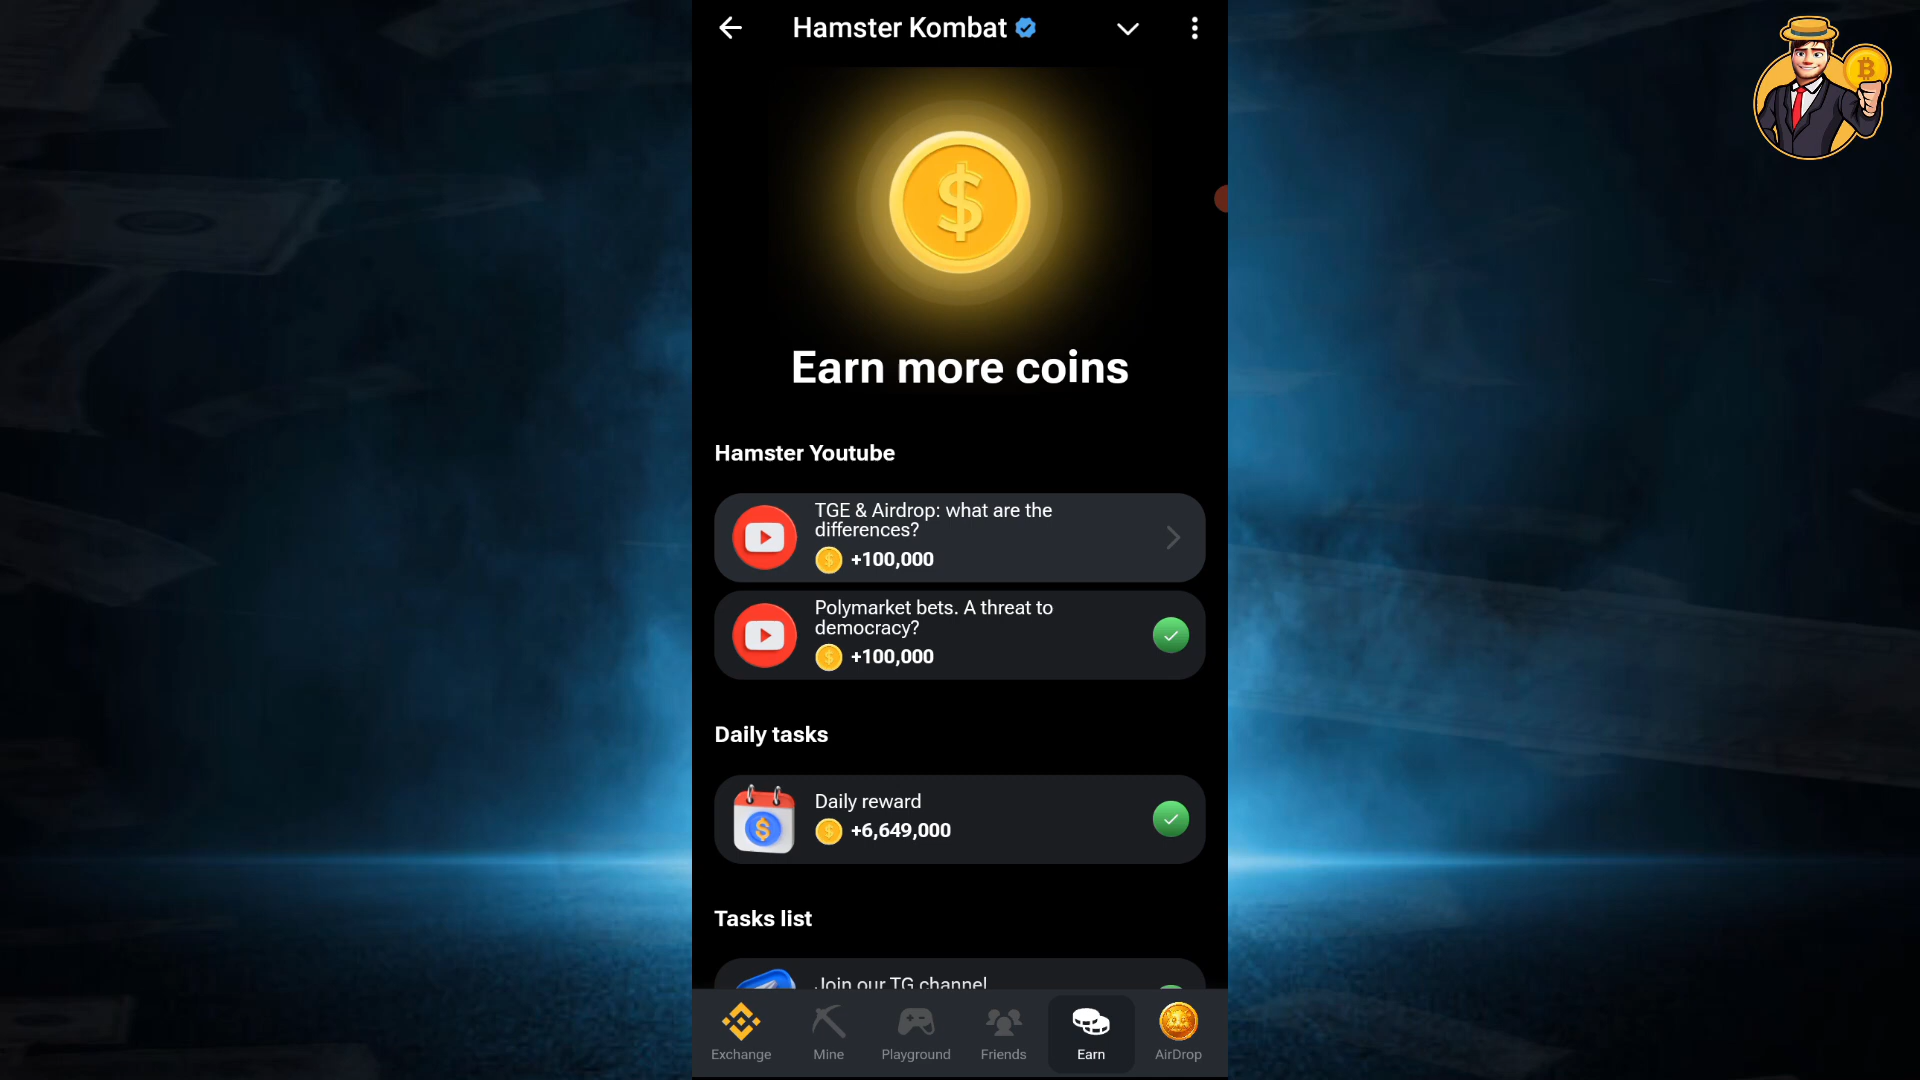 Hamster Kombat
Earn more coins
Hamster Youtube
TGE & Airdrop: what are the
differences?
+100,000
Polymarket bets. A threat to
democracy?
+100,000
Daily tasks
Daily reward
+6,649,000
Tasks list
Join our TG channel
Exchange
Mine
Playground
Friends
Earn
AirDrop